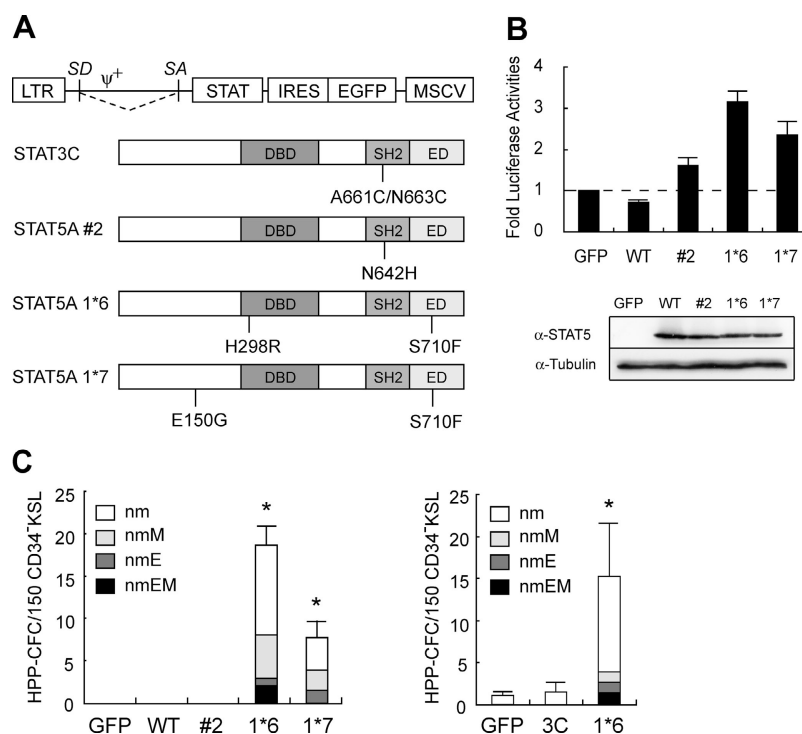 A
LTR SD ψ+ SA STAT IRES EGFP MSCV
STAT3C DBD SH2 ED
A661C/N663C
STAT5A #2 DBD SH2 ED
N642H
STAT5A 1*6 DBD SH2 ED
H298R S710F
STAT5A 1*7 DBD SH2 ED
E150G S710F
B
Fold Luciferase Activities
4
3
2
1
0
GFP WT #2 1*6 1*7
GFP WT #2 1*6 1*7
α-STAT5
α-Tubulin
C
HPP-CFC/150 CD34-KSL
25
20
15
10
5
0
nm
nmM
nmE
nmEM
*
*
GFP WT #2 1*6 1*7
HPP-CFC/150 CD34-KSL
25
20
15
10
5
0
nm
nmM
nmE
nmEM
*
GFP 3C 1*6